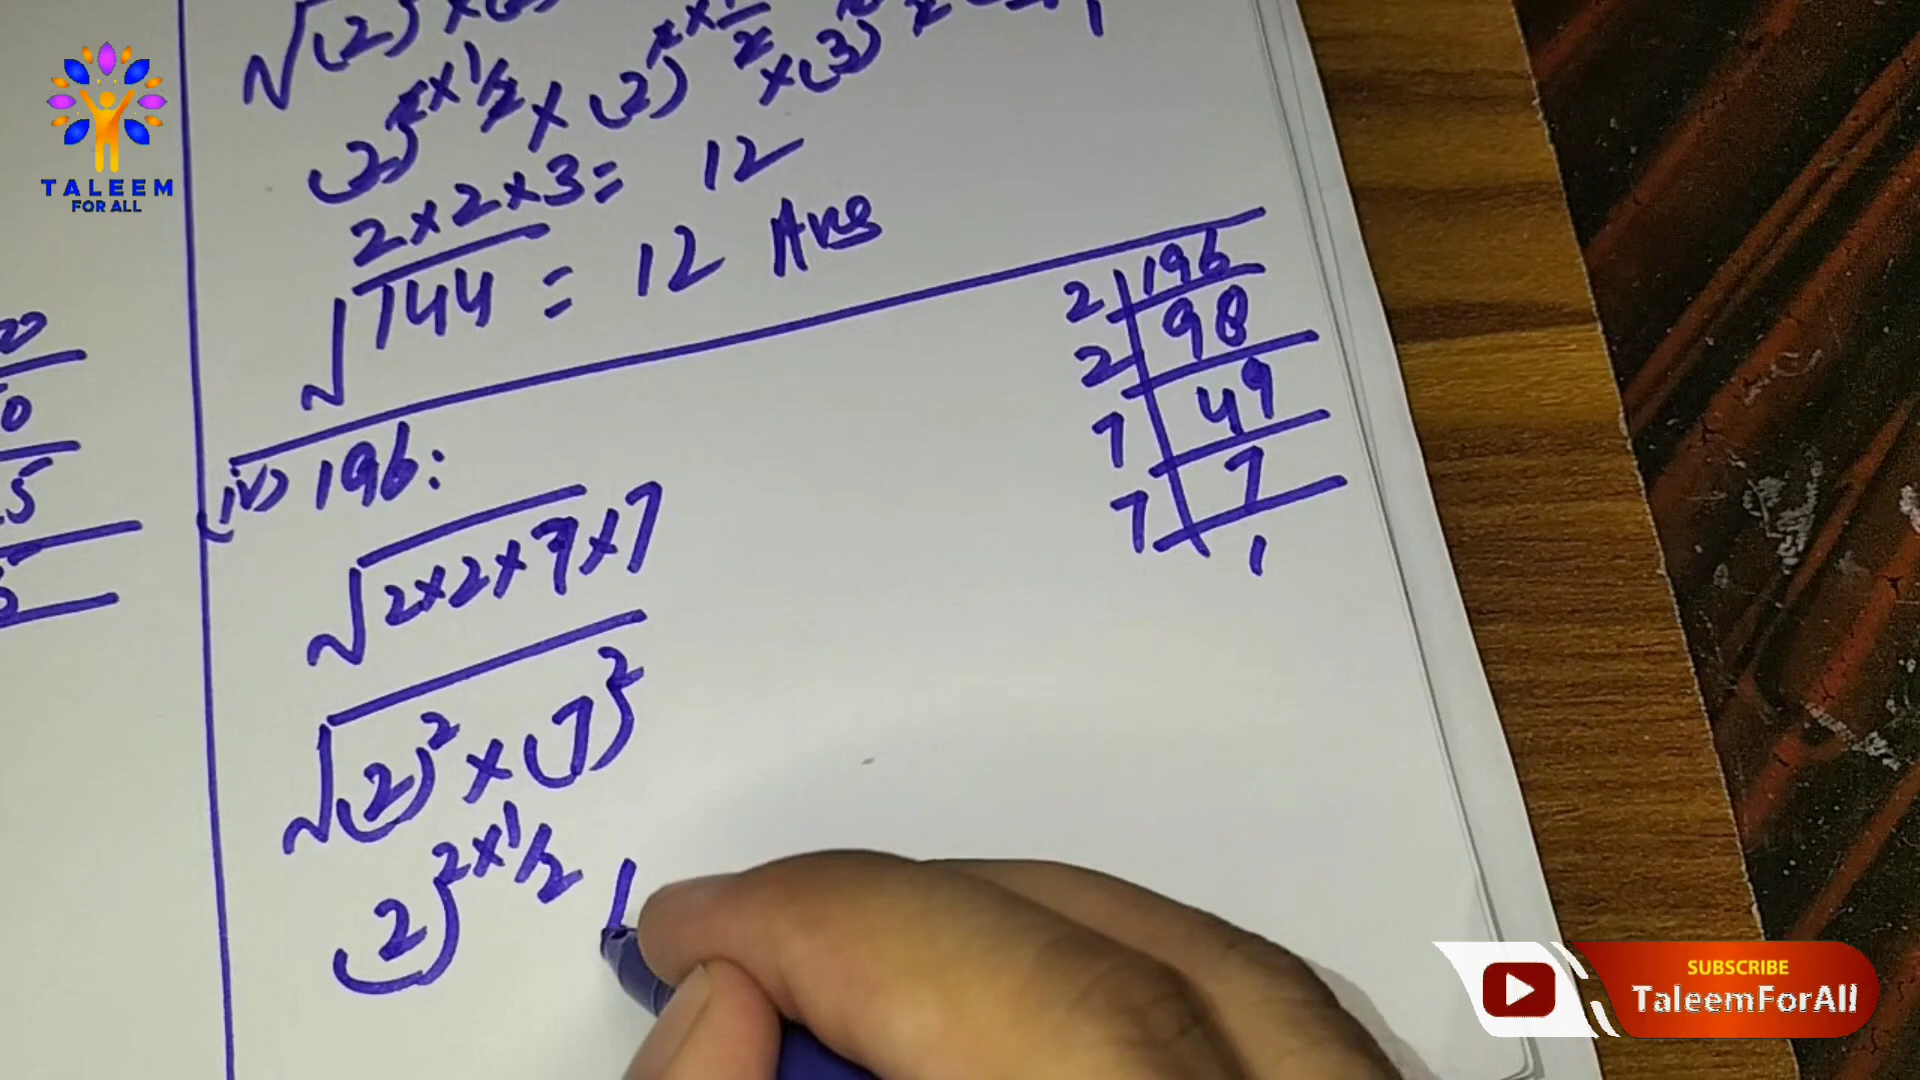 TALEEM
FOR ALL
2×2×3= 12
√144 = 12 Ans
(iv) 196:
√2×2×7×7
√(2)² × (7)²
(2)^2×1/2
2 | 196
2 | 98
7 | 49
7 | 7
1
SUBSCRIBE
TaleemForAll